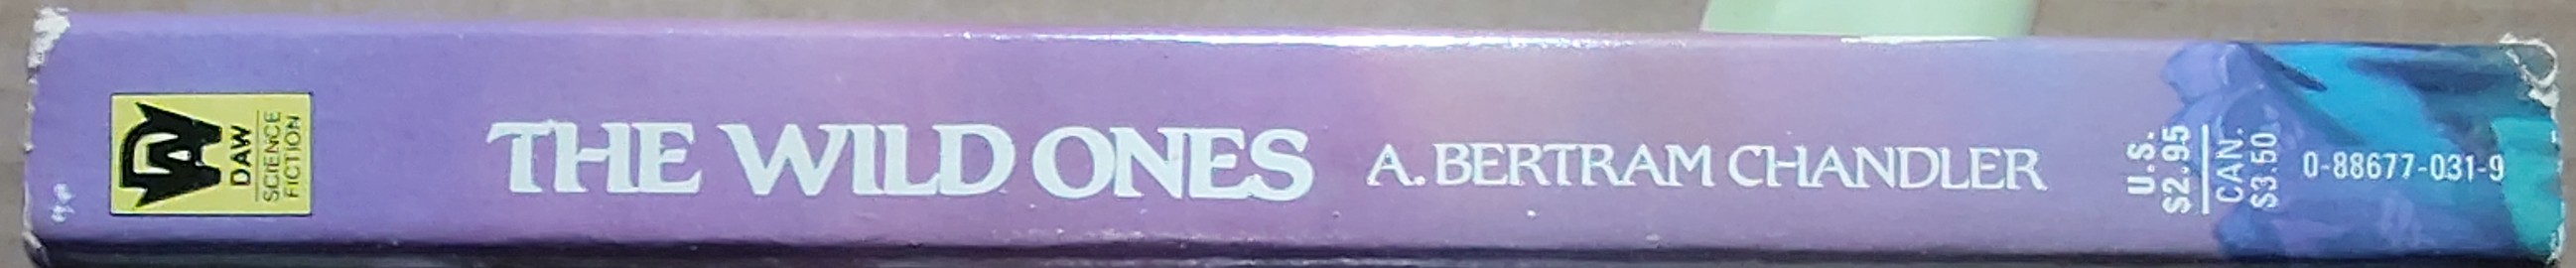 DAW
SCIENCE
FICTION
THE WILD ONES
A. BERTRAM CHANDLER
U.S.
$2.95
CAN.
$3.50
0-88677-031-9